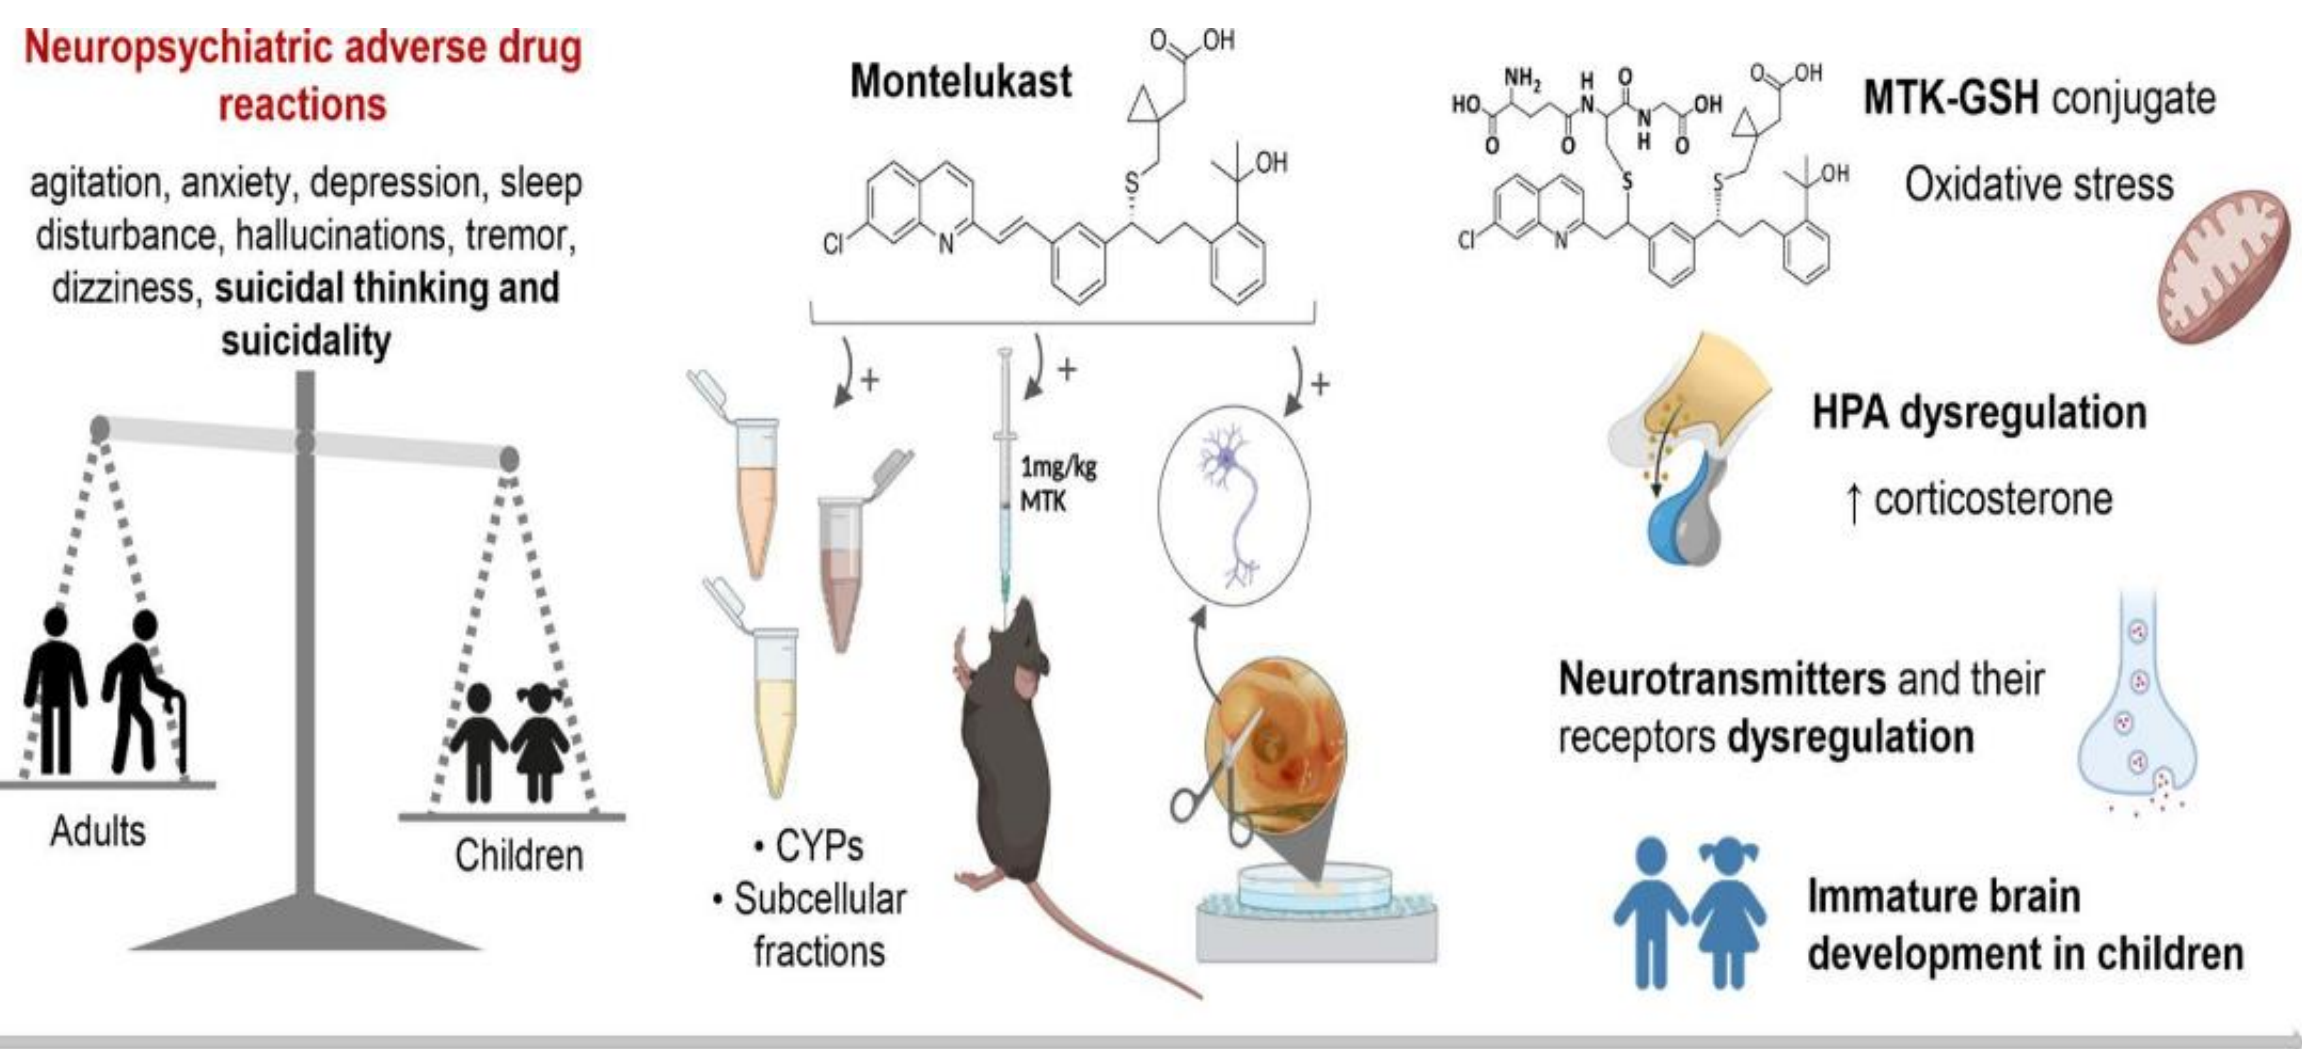 Neuropsychiatric adverse drug
reactions
agitation, anxiety, depression, sleep
disturbance, hallucinations, tremor,
dizziness, suicidal thinking and
suicidality
Adults
Children
Montelukast
O
OH
S
OH
Cl
N
+
+
+
1mg/kg
MTK
• CYPs
• Subcellular
fractions
NH2
H
O
HO
N
OH
N
H
O
O
O
O
OH
S
S
OH
Cl
N
MTK-GSH conjugate
Oxidative stress
HPA dysregulation
↑ corticosterone
Neurotransmitters and their
receptors dysregulation
Immature brain
development in children